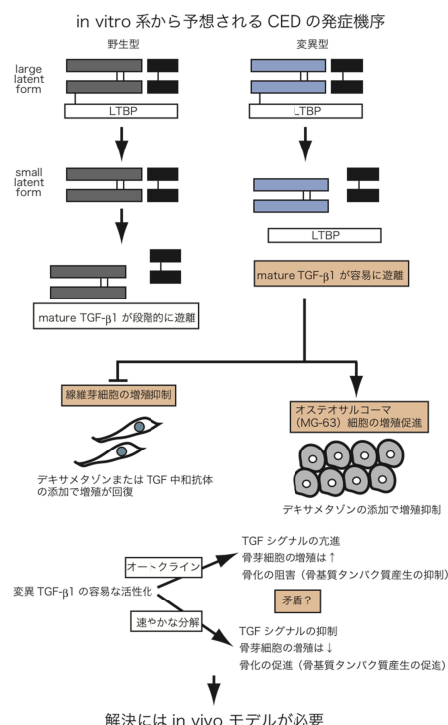 in vitro 系から予想される CED の発症機序
野生型
変異型
large
latent
form
LTBP
LTBP
small
latent
form
LTBP
mature TGF-β1 が段階的に遊離
mature TGF-β1 が容易に遊離
線維芽細胞の増殖抑制
オステオサルコーマ
（MG-63）細胞の増殖促進
デキサメタゾンまたは TGF 中和抗体
の添加で増殖が回復
デキサメタゾンの添加で増殖抑制
TGF シグナルの亢進
骨芽細胞の増殖は↑
骨化の阻害（骨基質タンパク質産生の抑制）
オートクライン
変異 TGF-β1 の容易な活性化
矛盾？
速やかな分解
TGF シグナルの抑制
骨芽細胞の増殖は↓
骨化の促進（骨基質タンパク質産生の促進）
解決には in vivo モデルが必要